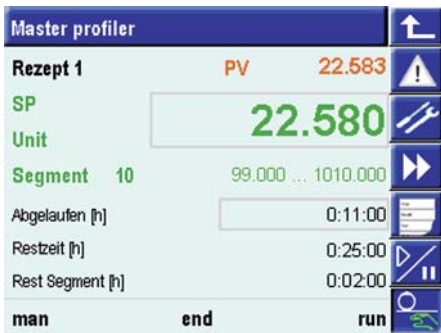 Master profiler
Rezept 1 PV 22.583
SP 22.580
Unit
Segment 10 99.000 ... 1010.000
Abgelaufen [h] 0:11:00
Restzeit [h] 0:25:00
Rest Segment [h] 0:02:00
man end run